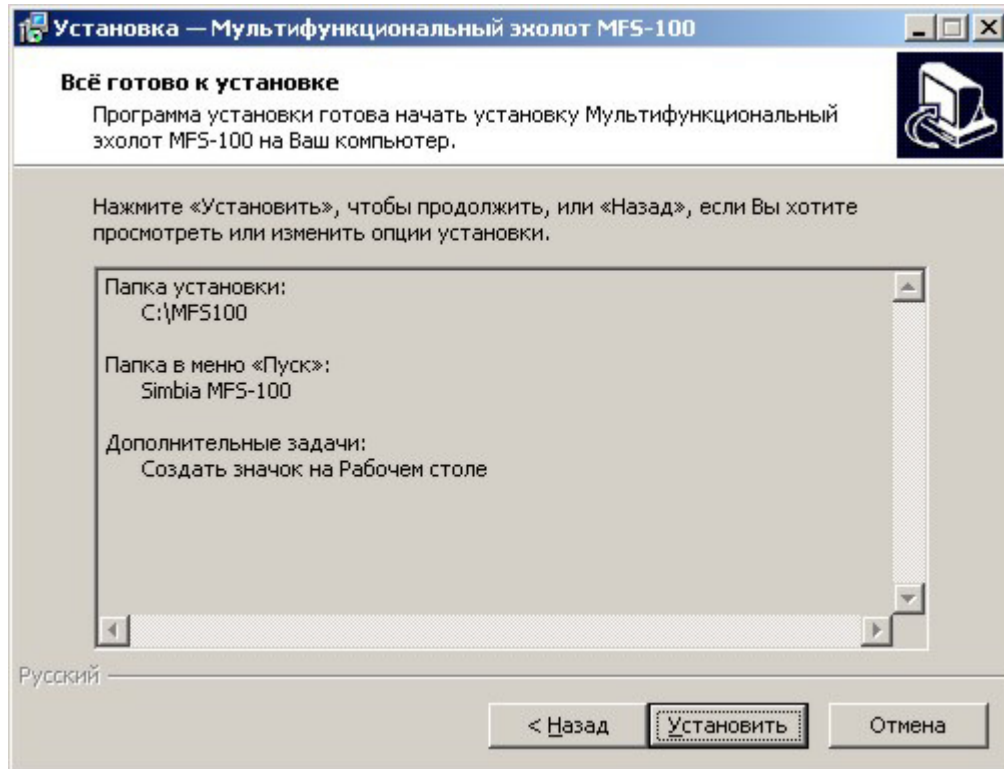 Установка — Мультифункциональный эхолот MFS-100
Всё готово к установке
Программа установки готова начать установку Мультифункциональный
эхолот MFS-100 на Ваш компьютер.
Нажмите «Установить», чтобы продолжить, или «Назад», если Вы хотите
просмотреть или изменить опции установки.
Папка установки:
C:\MFS100
Папка в меню «Пуск»:
Simbia MFS-100
Дополнительные задачи:
Создать значок на Рабочем столе
Русский
< Назад
Установить
Отмена